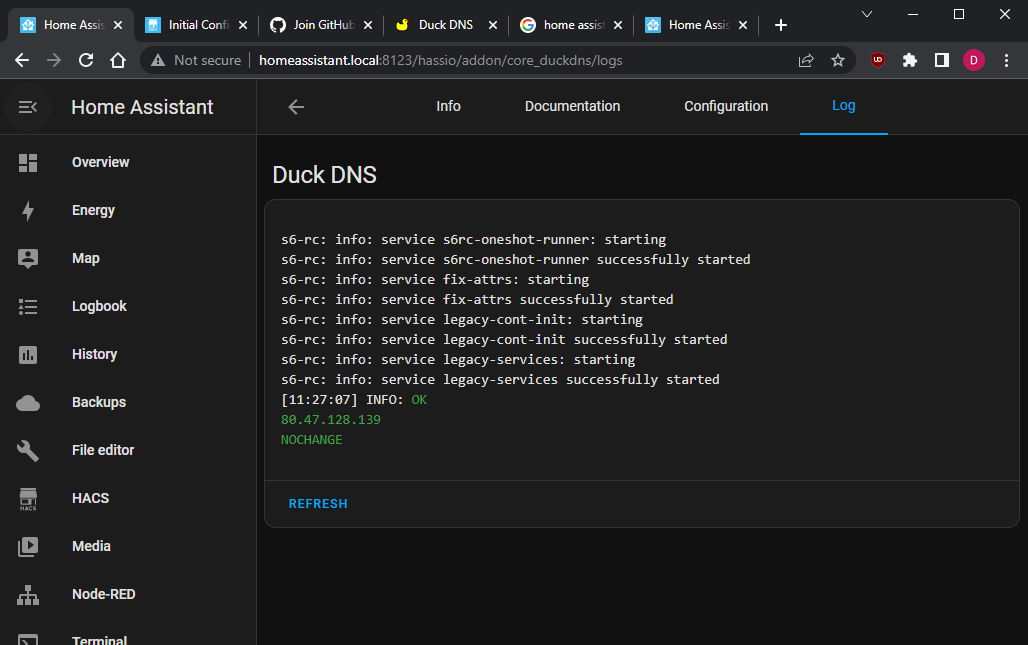 Home Assis
Initial Confi
Join GitHub
Duck DNS
home assist
Home Assis
Not secure
homeassistant.local:8123/hassio/addon/core_duckdns/logs
UD
D
Home Assistant
Info
Documentation
Configuration
Log
Overview
Energy
Map
Logbook
History
Backups
File editor
HACS
HACS
Media
Node-RED
Terminal
Duck DNS
s6-rc: info: service s6rc-oneshot-runner: starting
s6-rc: info: service s6rc-oneshot-runner successfully started
s6-rc: info: service fix-attrs: starting
s6-rc: info: service fix-attrs successfully started
s6-rc: info: service legacy-cont-init: starting
s6-rc: info: service legacy-cont-init successfully started
s6-rc: info: service legacy-services: starting
s6-rc: info: service legacy-services successfully started
[11:27:07] INFO: OK
80.47.128.139
NOCHANGE
REFRESH